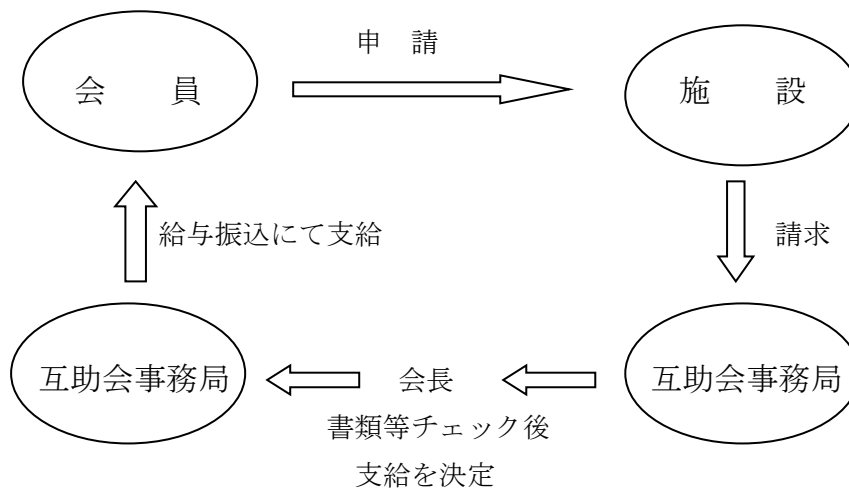 申　請
会　　員
施　　設
給与振込にて支給
請求
互助会事務局
会長
互助会事務局
書類等チェック後
支給を決定